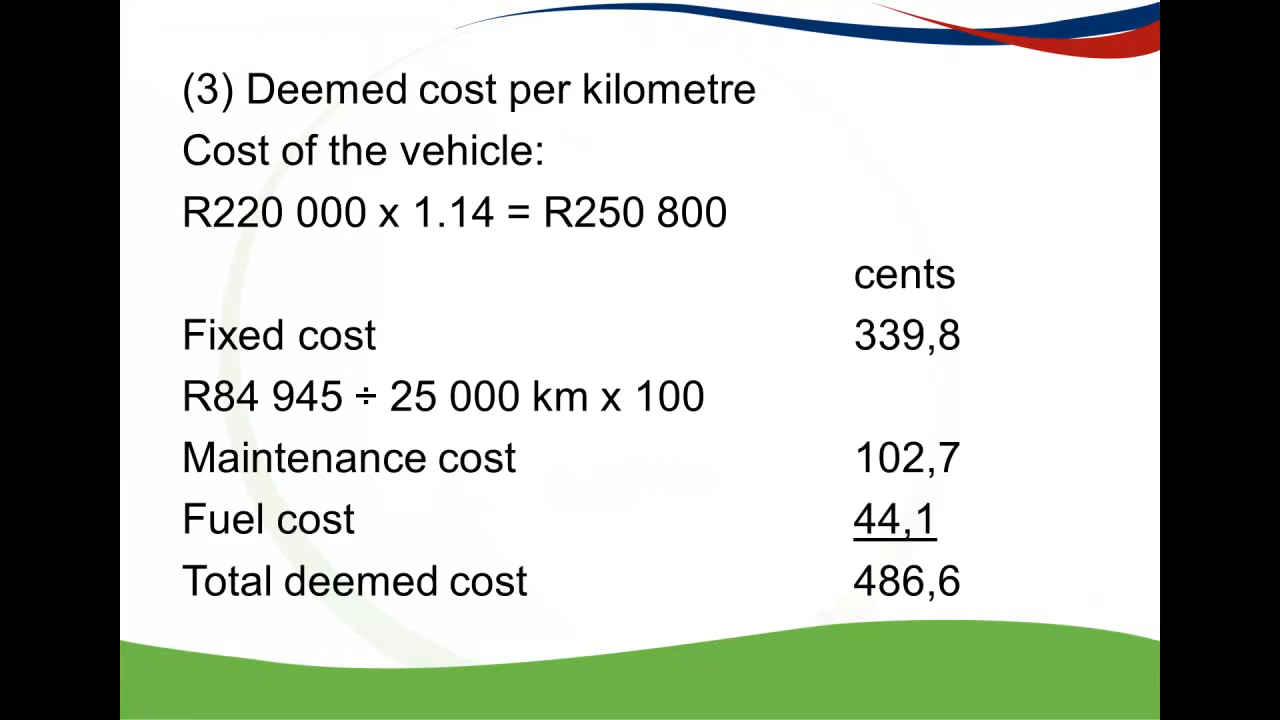 (3) Deemed cost per kilometre
Cost of the vehicle:
R220 000 x 1.14 = R250 800
cents
Fixed cost 339,8
R84 945 ÷ 25 000 km x 100
Maintenance cost 102,7
Fuel cost 44,1
Total deemed cost 486,6